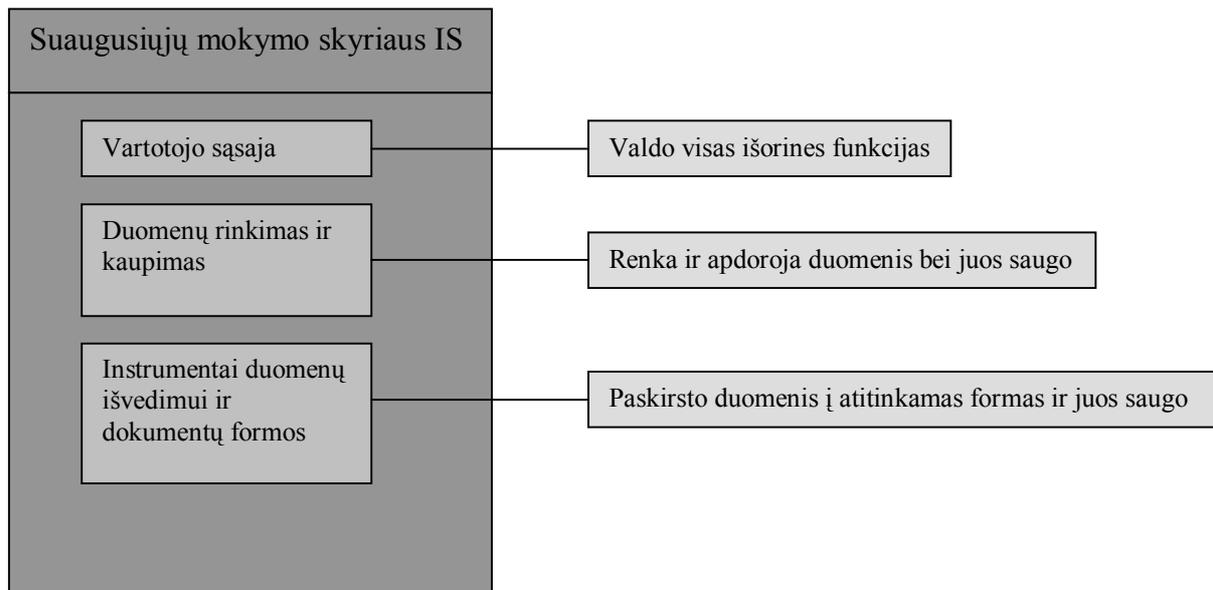 Suaugusiųjų mokymo skyriaus IS
Vartotojo sąsaja
Valdo visas išorines funkcijas
Duomenų rinkimas ir
kaupimas
Renka ir apdoroja duomenis bei juos saugo
Instrumentai duomenų
išvedimui ir
dokumentų formos
Paskirsto duomenis į atitinkamas formas ir juos saugo